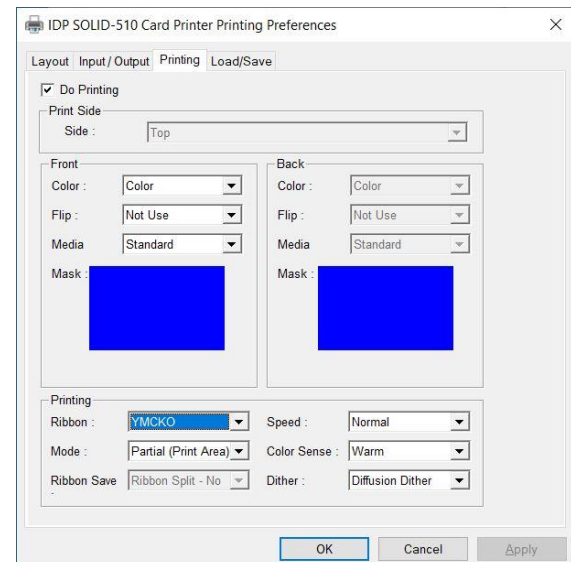 IDP SOLID-510 Card Printer Printing Preferences
Layout Input / Output Printing Load/Save
Do Printing
Print Side
Side : Top
Front Back
Color : Color Color : Color
Flip : Not Use Flip : Not Use
Media Standard Media Standard
Mask : Mask :
Printing
Ribbon : YMCKO Speed : Normal
Mode : Partial (Print Area) Color Sense : Warm
Ribbon Save Ribbon Split - No Dither : Diffusion Dither
:
OK Cancel Apply